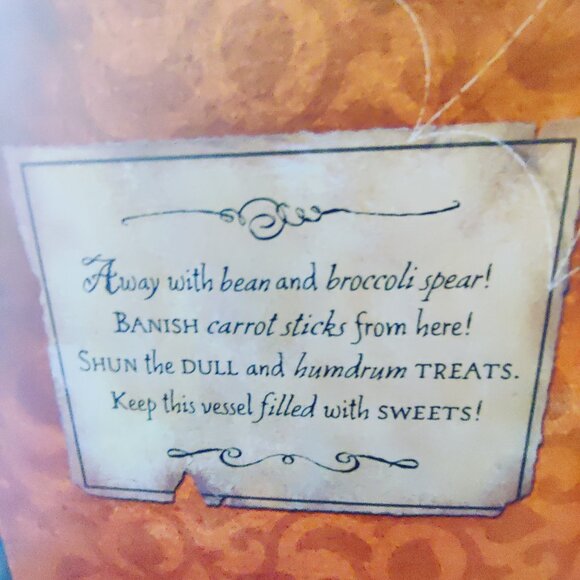 Away with bean and broccoli spear!
BANISH carrot sticks from here!
SHUN the DULL and humdrum TREATS.
Keep this vessel filled with SWEETS!